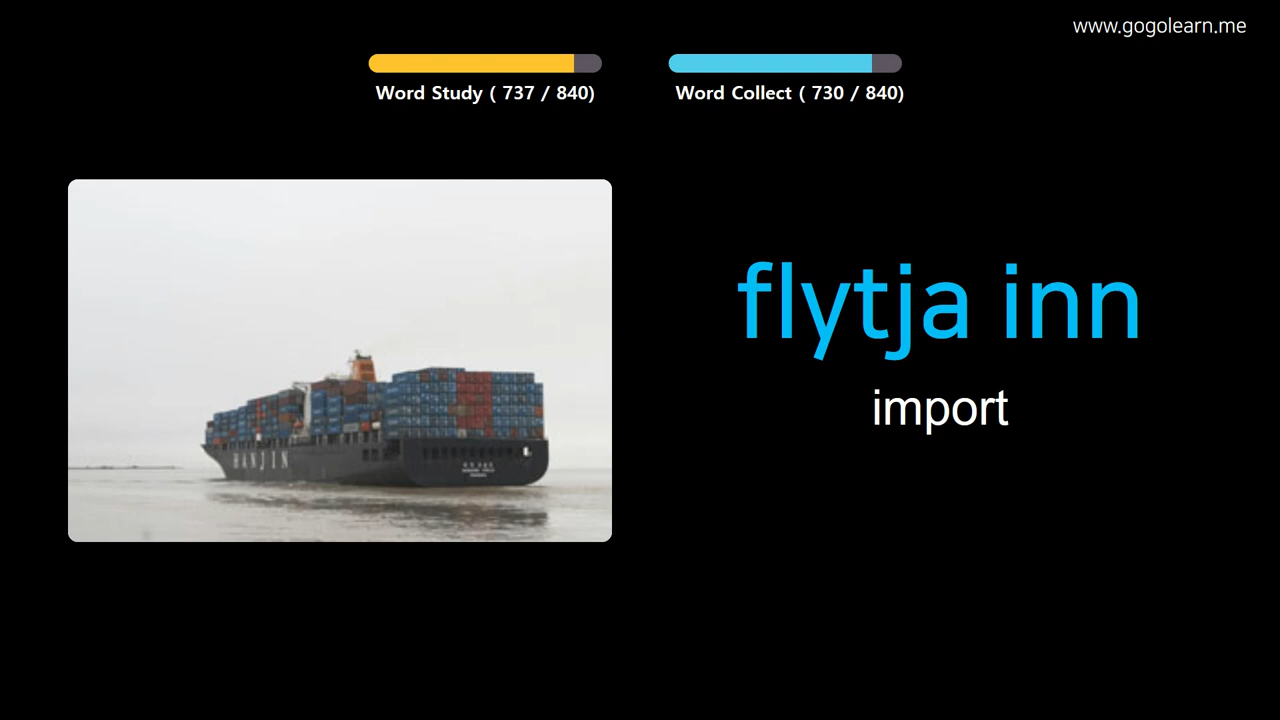 www.gogolearn.me
Word Study ( 737 / 840)
Word Collect ( 730 / 840)
flytja inn
import
HANJIN